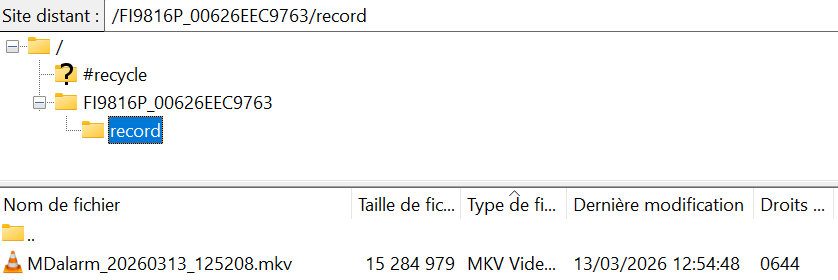 Site distant : /FI9816P_00626EEC9763/record
/
#recycle
FI9816P_00626EEC9763
record
Nom de fichier Taille de fic... Type de fi... Dernière modification Droits ...
..
MDalarm_20260313_125208.mkv 15 284 979 MKV Vide... 13/03/2026 12:54:48 0644